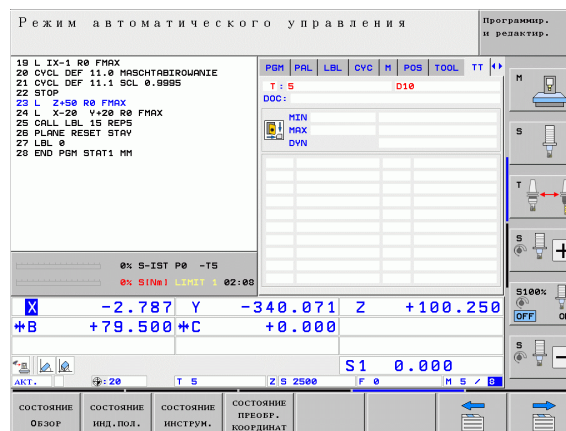 Режим автоматического управления
Программир.
и редактир.
19 L IX-1 R0 FMAX
20 CYCL DEF 11.0 MASCHTABIROWANIE
21 CYCL DEF 11.1 SCL 0.9995
22 STOP
23 L Z+50 R0 FMAX
24 L X-20 Y+20 R0 FMAX
25 CALL LBL 15 REP5
26 PLANE RESET STAY
27 LBL 0
28 END PGM STAT1 MM
PGM PAL LBL CYC M POS TOOL TT
T : 5 D10
DOC:
MIN
MAX
DYN
0% S-IST P0 -T5
0% S[Nm] LIMIT 1 02:08
X -2.787 Y -340.071 Z +100.250
B +79.500 C +0.000
S1 0.000
АКТ. : 20 T 5 Z S 2500 F 0 M 5 / 8
M
S
T
S
S100%
OFF
S
СОСТОЯНИЕ
ОБЗОР
СОСТОЯНИЕ
ИНД.ПОЛ.
СОСТОЯНИЕ
ИНСТРУМ.
СОСТОЯНИЕ
ПРЕОБР.
КООРДИНАТ